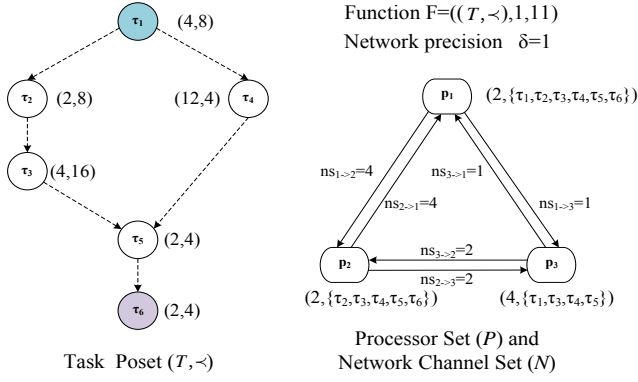 Function F=((T,≺),1,11)
Network precision δ=1
τ₁ (4,8)
τ₂ (2,8)
τ₄ (12,4)
τ₃ (4,16)
τ₅ (2,4)
τ₆ (2,4)
Task Poset (T,≺)
p₁ (2,{τ₁,τ₂,τ₃,τ₄,τ₅,τ₆})
ns₁->₂=4
ns₂->₁=4
ns₃->₁=1
ns₁->₃=1
ns₃->₂=2
ns₂->₃=2
p₂
p₃
(2,{τ₂,τ₃,τ₄,τ₅,τ₆})
(4,{τ₁,τ₃,τ₄,τ₅})
Processor Set (P) and
Network Channel Set (N)